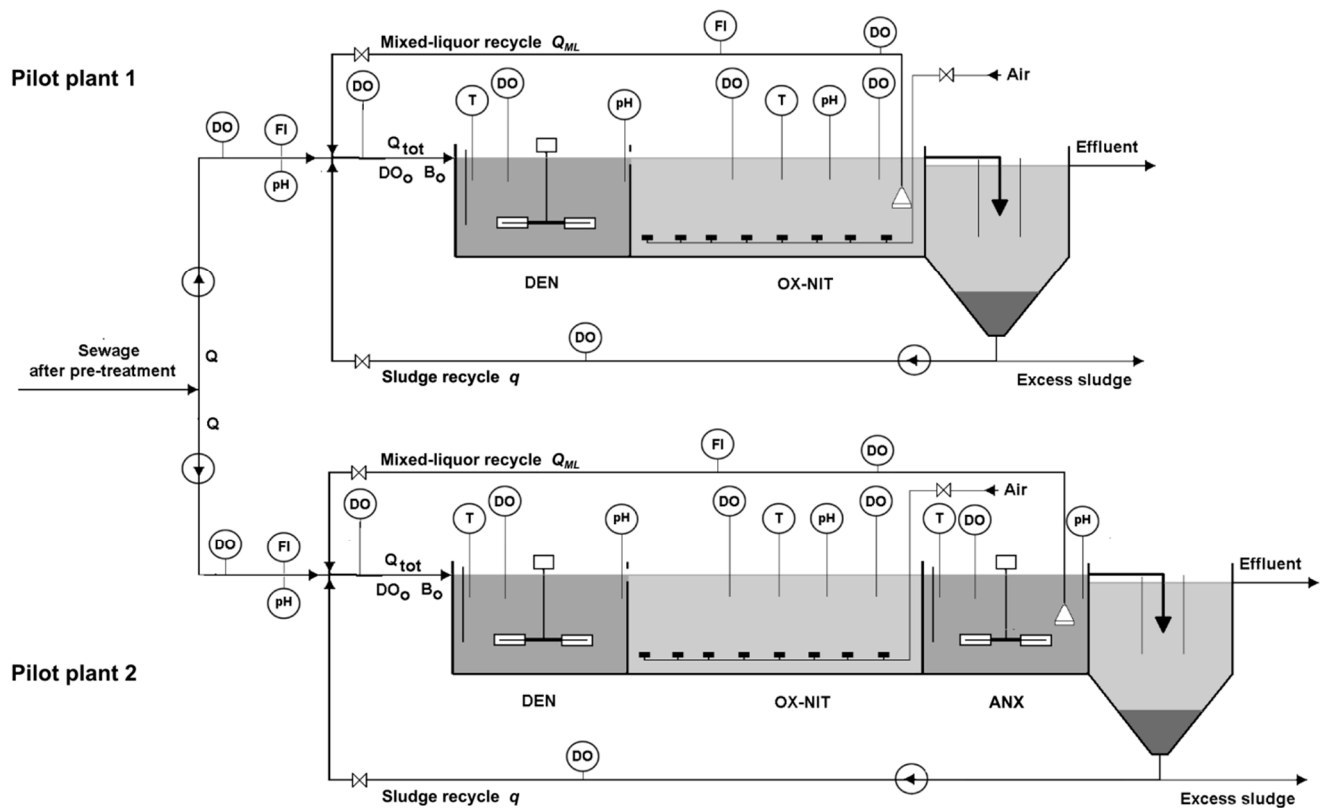 Mixed-liquor recycle Q_ML
FI
DO
Pilot plant 1
DO
T
DO
pH
DO
T
pH
DO
Air
DO
FI
pH
Q_tot
DO_o B_o
Effluent
DEN
OX-NIT
DO
Sludge recycle q
Excess sludge
Sewage
after pre-treatment
Q
Q
Mixed-liquor recycle Q_ML
FI
DO
DO
T
DO
pH
DO
T
pH
DO
Air
T
DO
pH
DO
FI
pH
Q_tot
DO_o B_o
Effluent
Pilot plant 2
DEN
OX-NIT
ANX
DO
Sludge recycle q
Excess sludge